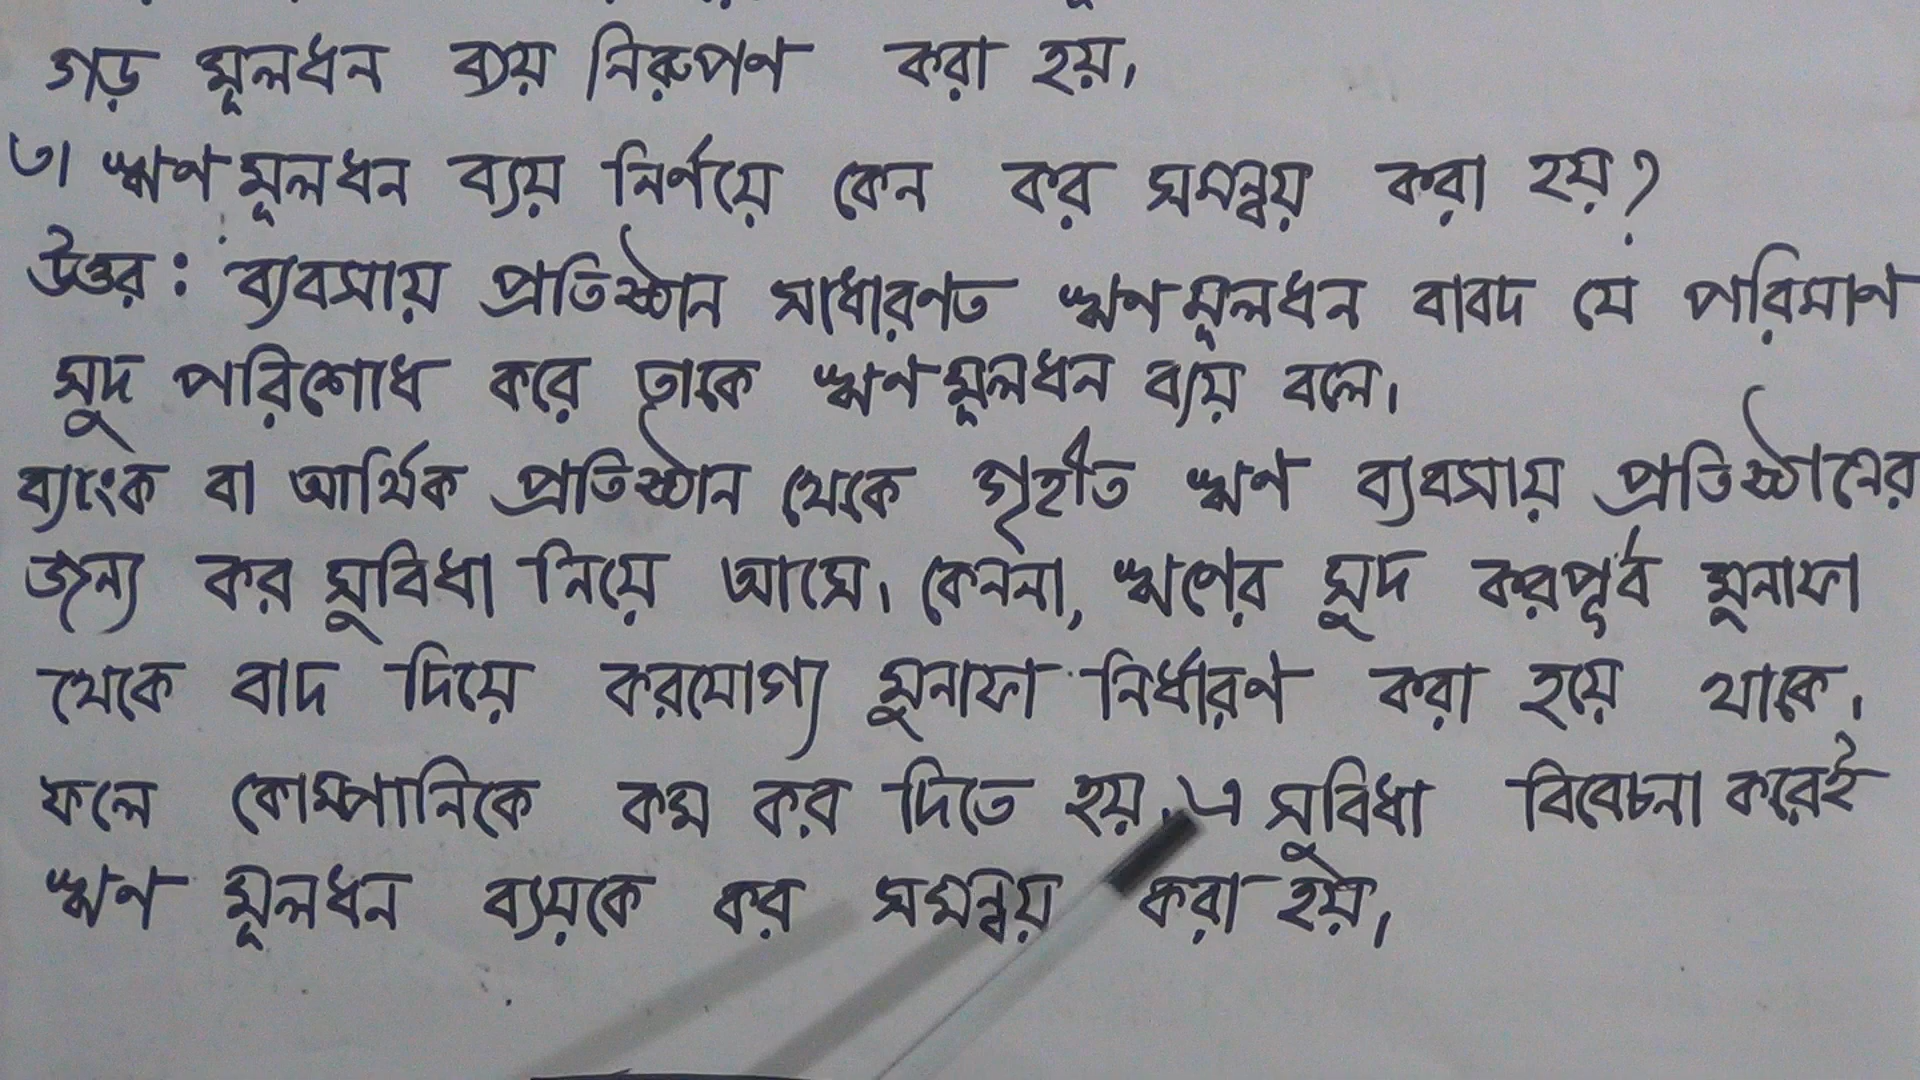 গড় মূলধন ব্যয় নিরুপণ করা হয়।
৩। ঋণ মূলধন ব্যয় নির্ণয়ে কেন কর সমন্বয় করা হয়?
উত্তর: ব্যবসায় প্রতিষ্ঠান সাধারণত ঋণ মূলধন বাবদ যে পরিমাণ
সুদ পরিশোধ করে তাকে ঋণ মূলধন ব্যয় বলে।
ব্যাংক বা আর্থিক প্রতিষ্ঠান থেকে গৃহীত ঋণ ব্যবসায় প্রতিষ্ঠানের
জন্য কর সুবিধা নিয়ে আসে। কেননা, ঋণের সুদ করপূর্ব মুনাফা
থেকে বাদ দিয়ে করযোগ্য মুনাফা নির্ধারণ করা হয়ে থাকে।
ফলে কোম্পানিকে কম কর দিতে হয়। এ সুবিধা বিবেচনা করেই
ঋণ মূলধন ব্যয়কে কর সমন্বয় করা হয়।